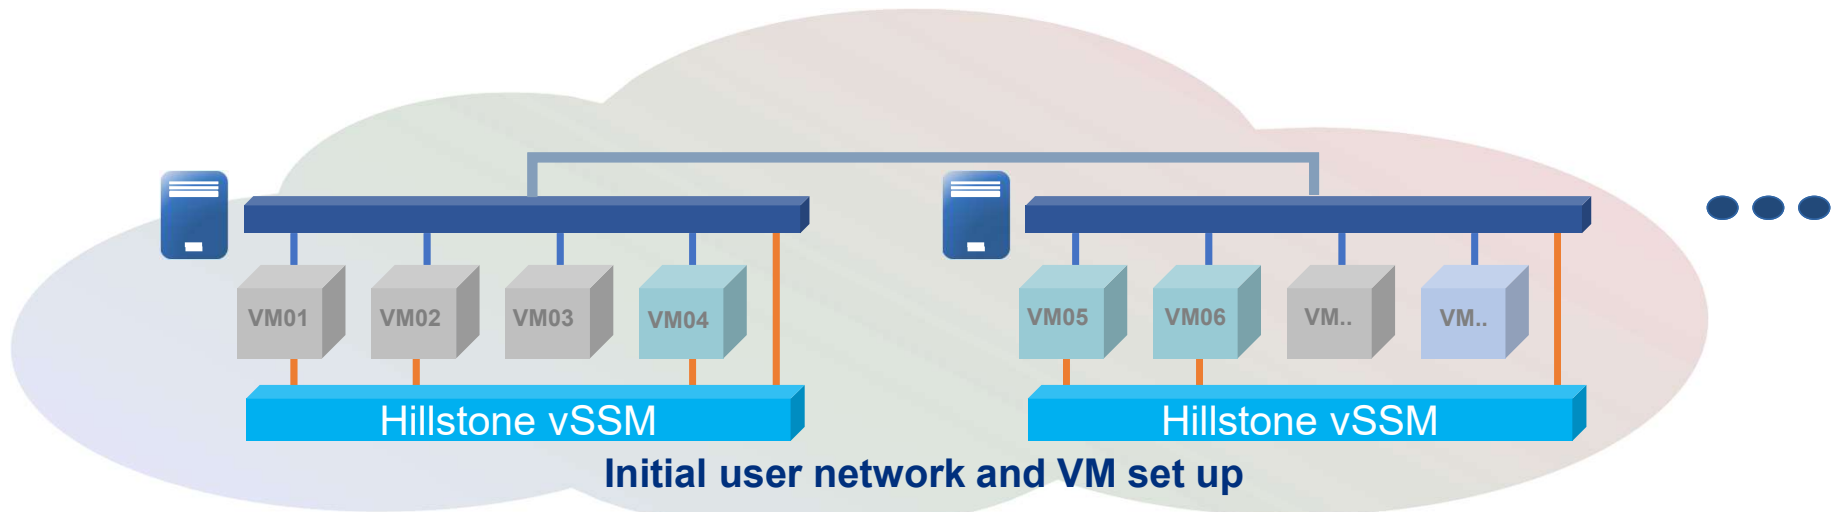 VM01 VM02 VM03 VM04 VM05 VM06 VM.. VM..
Hillstone vSSM Hillstone vSSM
Initial user network and VM set up